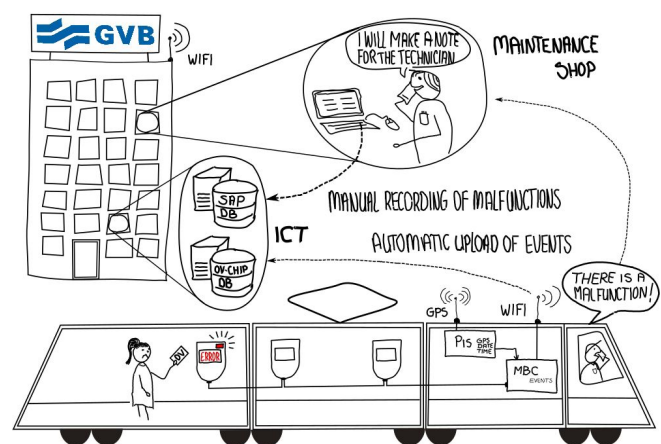 GVB
WIFI
I WILL MAKE A NOTE
FOR THE TECHNICIAN
MAINTENANCE
SHOP
SAP
DB
MANUAL RECORDING OF MALFUNCTIONS
ICT
AUTOMATIC UPLOAD OF EVENTS
OV-CHIP
DB
THERE IS A
MALFUNCTION!
GPS
WIFI
PIS
GPS
DATE
TIME
OV
ERROR
MBC
EVENTS